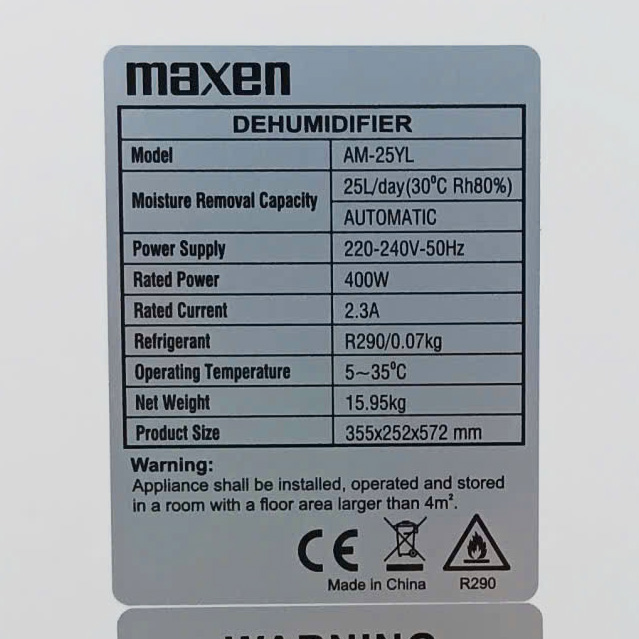 maxen
DEHUMIDIFIER
Model AM-25YL
Moisture Removal Capacity 25L/day(30⁰C Rh80%)
AUTOMATIC
Power Supply 220-240V-50Hz
Rated Power 400W
Rated Current 2.3A
Refrigerant R290/0.07kg
Operating Temperature 5~35⁰C
Net Weight 15.95kg
Product Size 355x252x572 mm
Warning:
Appliance shall be installed, operated and stored
in a room with a floor area larger than 4m².
CE
Made in China R290
WARNING